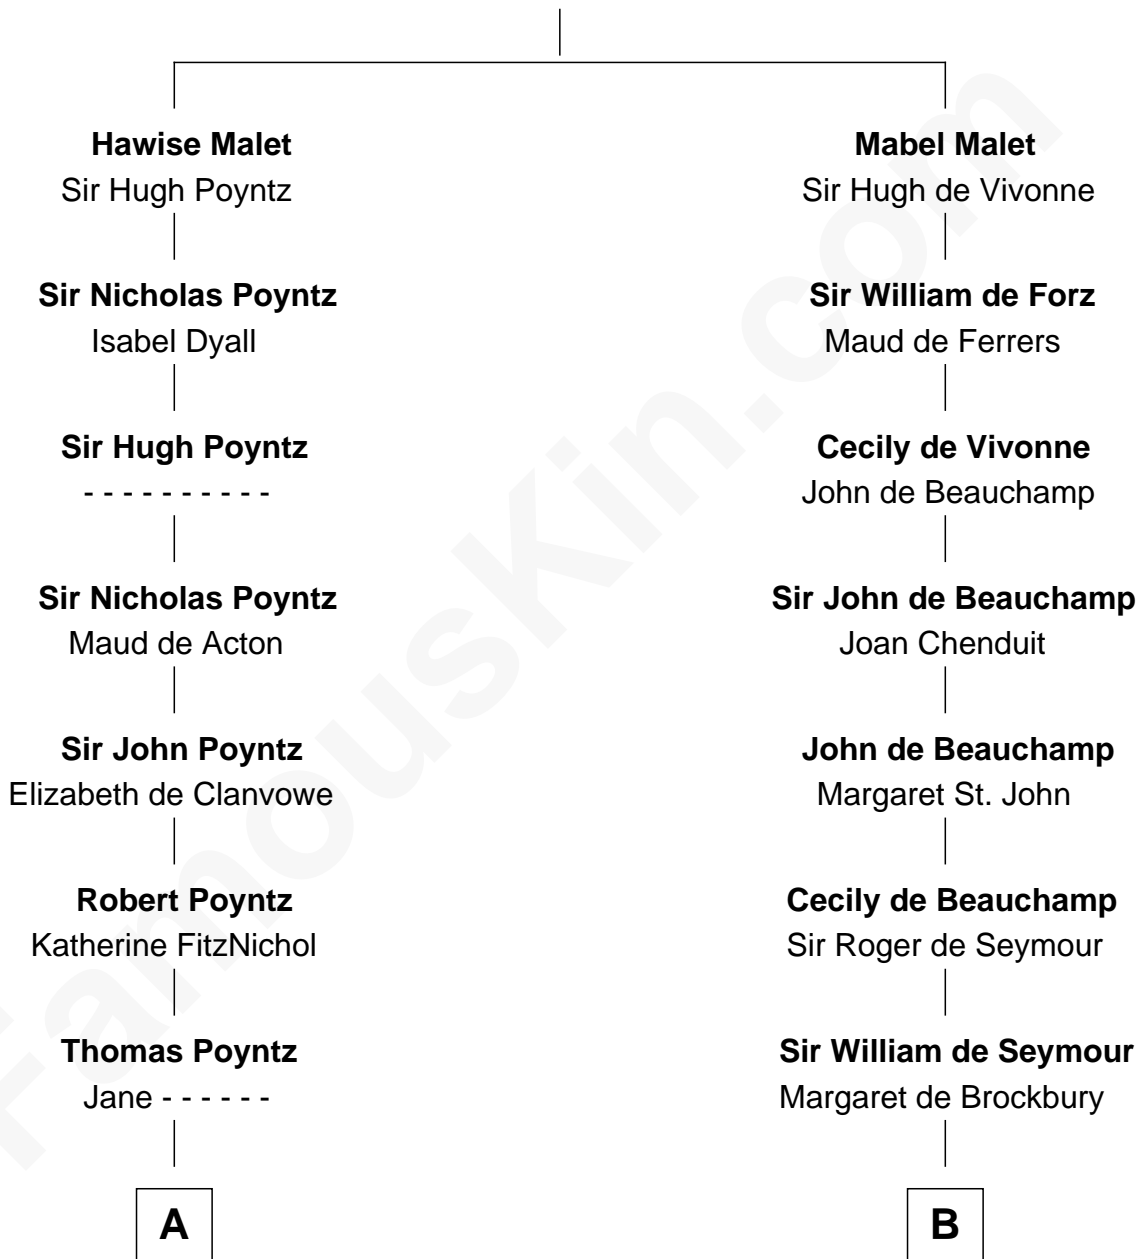 Hawise Malet
Sir Hugh Poyntz
Sir Nicholas Poyntz
Isabel Dyall
Sir Hugh Poyntz
- - - - - - - - - -
Sir Nicholas Poyntz
Maud de Acton
Sir John Poyntz
Elizabeth de Clanvowe
Robert Poyntz
Katherine FitzNichol
Thomas Poyntz
Jane - - - - - -
A
Mabel Malet
Sir Hugh de Vivonne
Sir William de Forz
Maud de Ferrers
Cecily de Vivonne
John de Beauchamp
Sir John de Beauchamp
Joan Chenduit
John de Beauchamp
Margaret St. John
Cecily de Beauchamp
Sir Roger de Seymour
Sir William de Seymour
Margaret de Brockbury
B
FamousKin.com